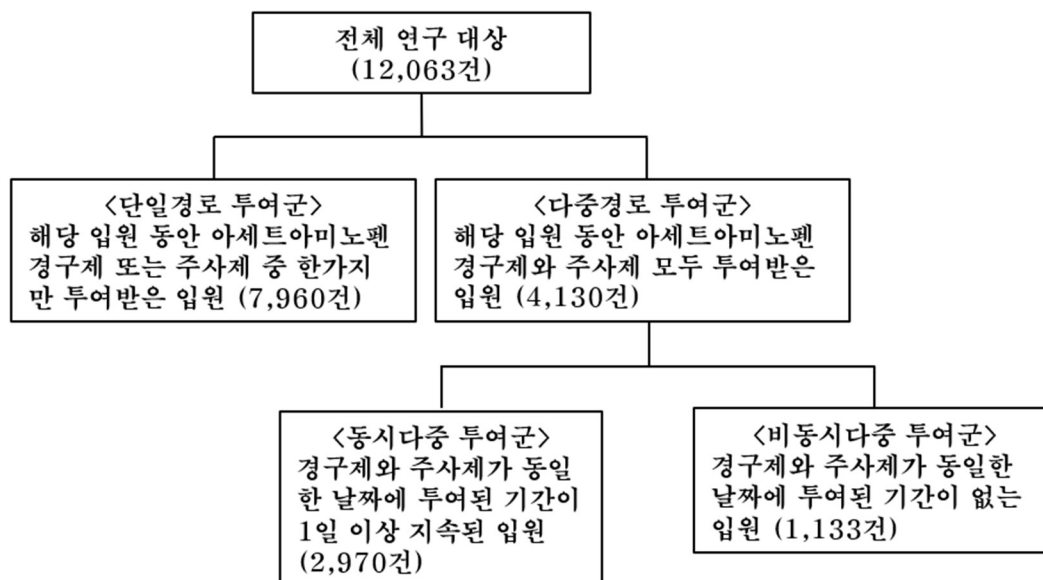 전체 연구 대상
(12,063건)
<단일경로 투여군>
해당 입원 동안 아세트아미노펜
경구제 또는 주사제 중 한가지
만 투여받은 입원 (7,960건)
<다중경로 투여군>
해당 입원 동안 아세트아미노펜
경구제와 주사제 모두 투여받은
입원 (4,130건)
<동시다중 투여군>
경구제와 주사제가 동일
한 날짜에 투여된 기간이
1일 이상 지속된 입원
(2,970건)
<비동시다중 투여군>
경구제와 주사제가 동일한
날짜에 투여된 기간이 없는
입원 (1,133건)